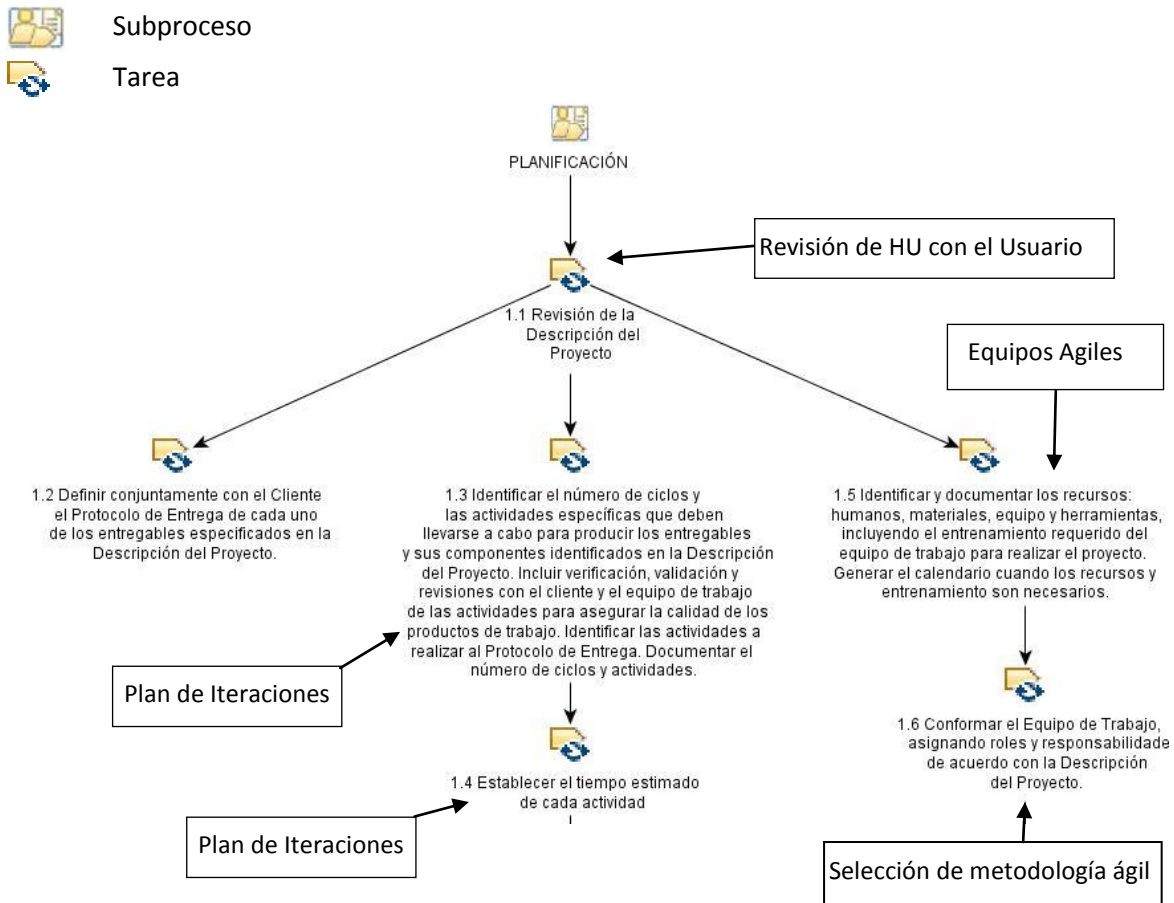 Subproceso
Tarea
PLANIFICACIÓN
Revisión de HU con el Usuario
1.1 Revisión de la
Descripción del
Proyecto
Equipos Agiles
1.2 Definir conjuntamente con el Cliente
el Protocolo de Entrega de cada uno
de los entregables especificados en la
Descripción del Proyecto.
1.3 Identificar el número de ciclos y
las actividades específicas que deben
llevarse a cabo para producir los entregables
y sus componentes identificados en la Descripción
del Proyecto. Incluir verificación, validación y
revisiones con el cliente y el equipo de trabajo
de las actividades para asegurar la calidad de los
productos de trabajo. Identificar las actividades a
realizar al Protocolo de Entrega. Documentar el
número de ciclos y actividades.
1.5 Identificar y documentar los recursos:
humanos, materiales, equipo y herramientas,
incluyendo el entrenamiento requerido del
equipo de trabajo para realizar el proyecto.
Generar el calendario cuando los recursos y
entrenamiento son necesarios.
Plan de Iteraciones
1.4 Establecer el tiempo estimado
de cada actividad
1.6 Conformar el Equipo de Trabajo,
asignando roles y responsabilidade
de acuerdo con la Descripción
del Proyecto.
Plan de Iteraciones
Selección de metodología ágil